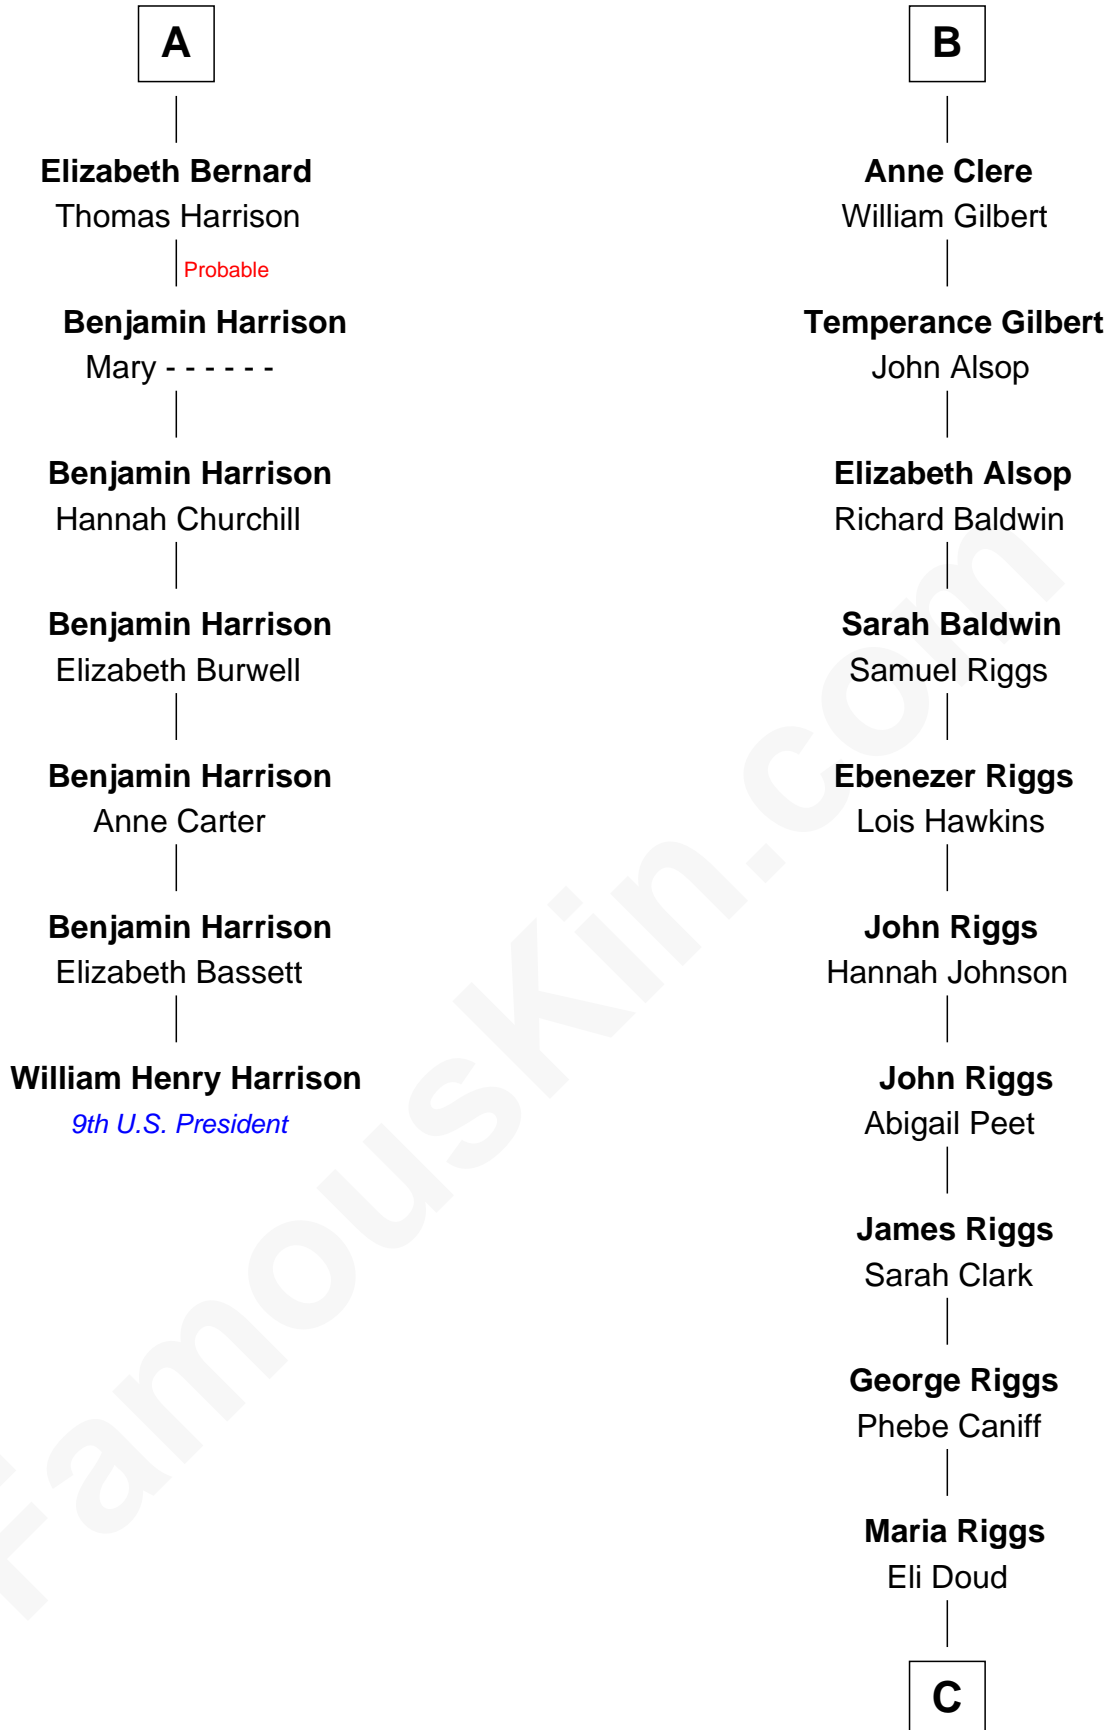 A
Elizabeth Bernard
Thomas Harrison
Probable
Benjamin Harrison
Mary - - - - - -
Benjamin Harrison
Hannah Churchill
Benjamin Harrison
Elizabeth Burwell
Benjamin Harrison
Anne Carter
Benjamin Harrison
Elizabeth Bassett
William Henry Harrison
9th U.S. President
B
Anne Clere
William Gilbert
Temperance Gilbert
John Alsop
Elizabeth Alsop
Richard Baldwin
Sarah Baldwin
Samuel Riggs
Ebenezer Riggs
Lois Hawkins
John Riggs
Hannah Johnson
John Riggs
Abigail Peet
James Riggs
Sarah Clark
George Riggs
Phebe Caniff
Maria Riggs
Eli Doud
C
FamousKin.com